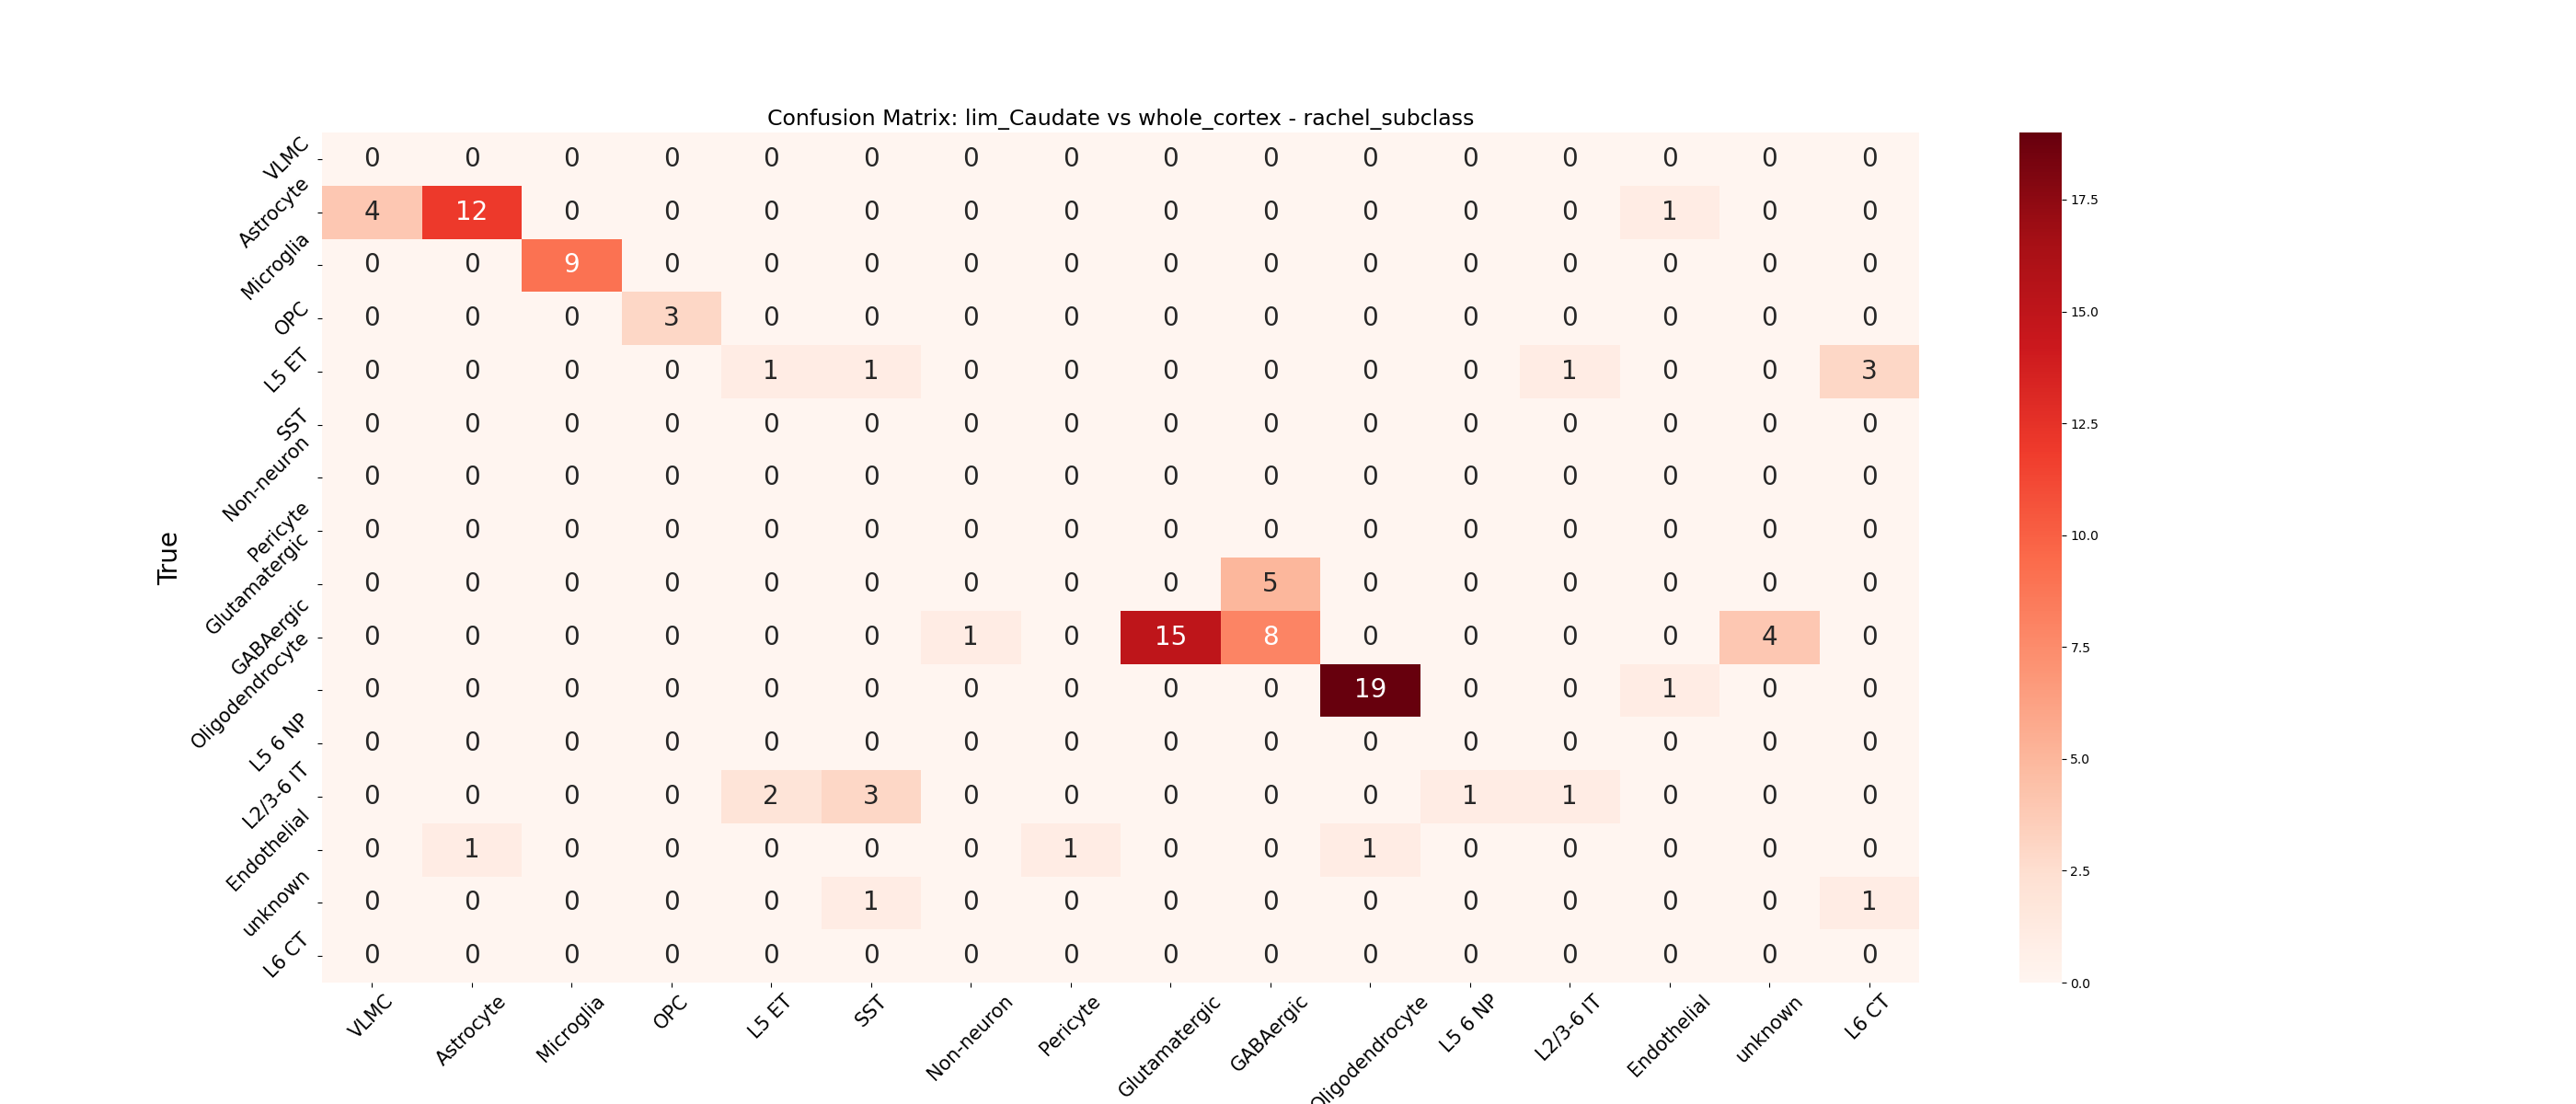 Confusion Matrix: lim_Caudate vs whole_cortex - rachel_subclass
True
VLMC 0 0 0 0 0 0 0 0 0 0 0 0 0 0 0 0
Astrocyte 4 12 0 0 0 0 0 0 0 0 0 0 0 1 0 0
Microglia 0 0 9 0 0 0 0 0 0 0 0 0 0 0 0 0
OPC 0 0 0 3 0 0 0 0 0 0 0 0 0 0 0 0
L5 ET 0 0 0 0 1 1 0 0 0 0 0 0 1 0 0 3
SST 0 0 0 0 0 0 0 0 0 0 0 0 0 0 0 0
Non-neuron 0 0 0 0 0 0 0 0 0 0 0 0 0 0 0 0
Pericyte 0 0 0 0 0 0 0 0 0 0 0 0 0 0 0 0
Glutamatergic 0 0 0 0 0 0 0 0 0 5 0 0 0 0 0 0
GABAergic 0 0 0 0 0 0 1 0 15 8 0 0 0 0 4 0
Oligodendrocyte 0 0 0 0 0 0 0 0 0 0 19 0 0 1 0 0
L5 6 NP 0 0 0 0 0 0 0 0 0 0 0 0 0 0 0 0
L2/3-6 IT 0 0 0 0 2 3 0 0 0 0 0 1 1 0 0 0
Endothelial 0 1 0 0 0 0 0 1 0 0 1 0 0 0 0 0
unknown 0 0 0 0 0 1 0 0 0 0 0 0 0 0 0 1
L6 CT 0 0 0 0 0 0 0 0 0 0 0 0 0 0 0 0
VLMC Astrocyte Microglia OPC L5 ET SST Non-neuron Pericyte Glutamatergic GABAergic Oligodendrocyte L5 6 NP L2/3-6 IT Endothelial unknown L6 CT
17.5
15.0
12.5
10.0
7.5
5.0
2.5
0.0